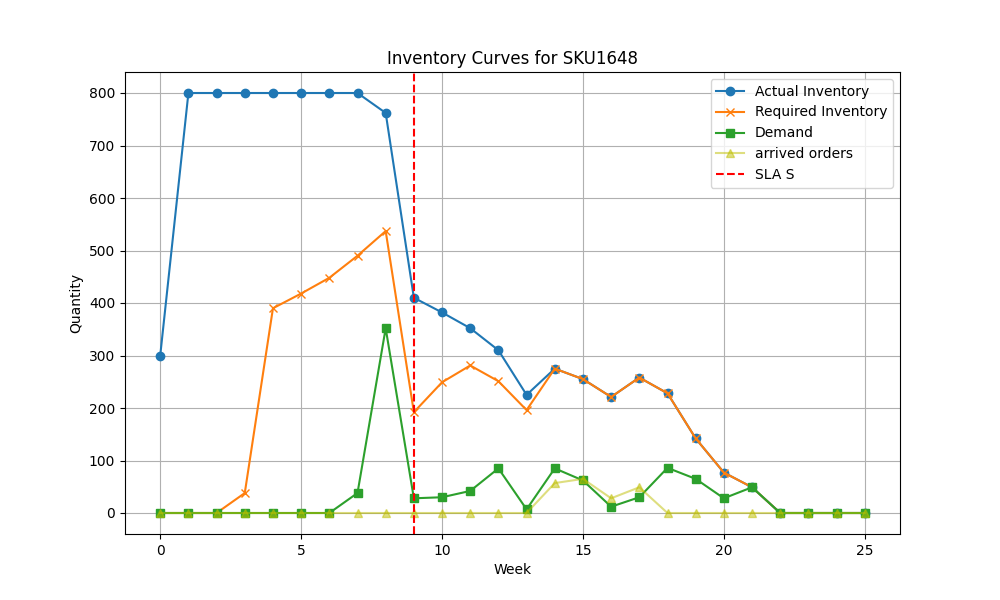 Inventory Curves for SKU1648
Actual Inventory
Required Inventory
Demand
arrived orders
SLA S
Quantity
800
700
600
500
400
300
200
100
0
0 5 10 15 20 25
Week